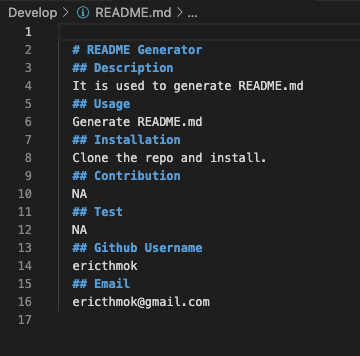 Develop > ⓘ README.md > ...
1
2 # README Generator
3 ## Description
4 It is used to generate README.md
5 ## Usage
6 Generate README.md
7 ## Installation
8 Clone the repo and install.
9 ## Contribution
10 NA
11 ## Test
12 NA
13 ## Github Username
14 ericthmok
15 ## Email
16 ericthmok@gmail.com
17